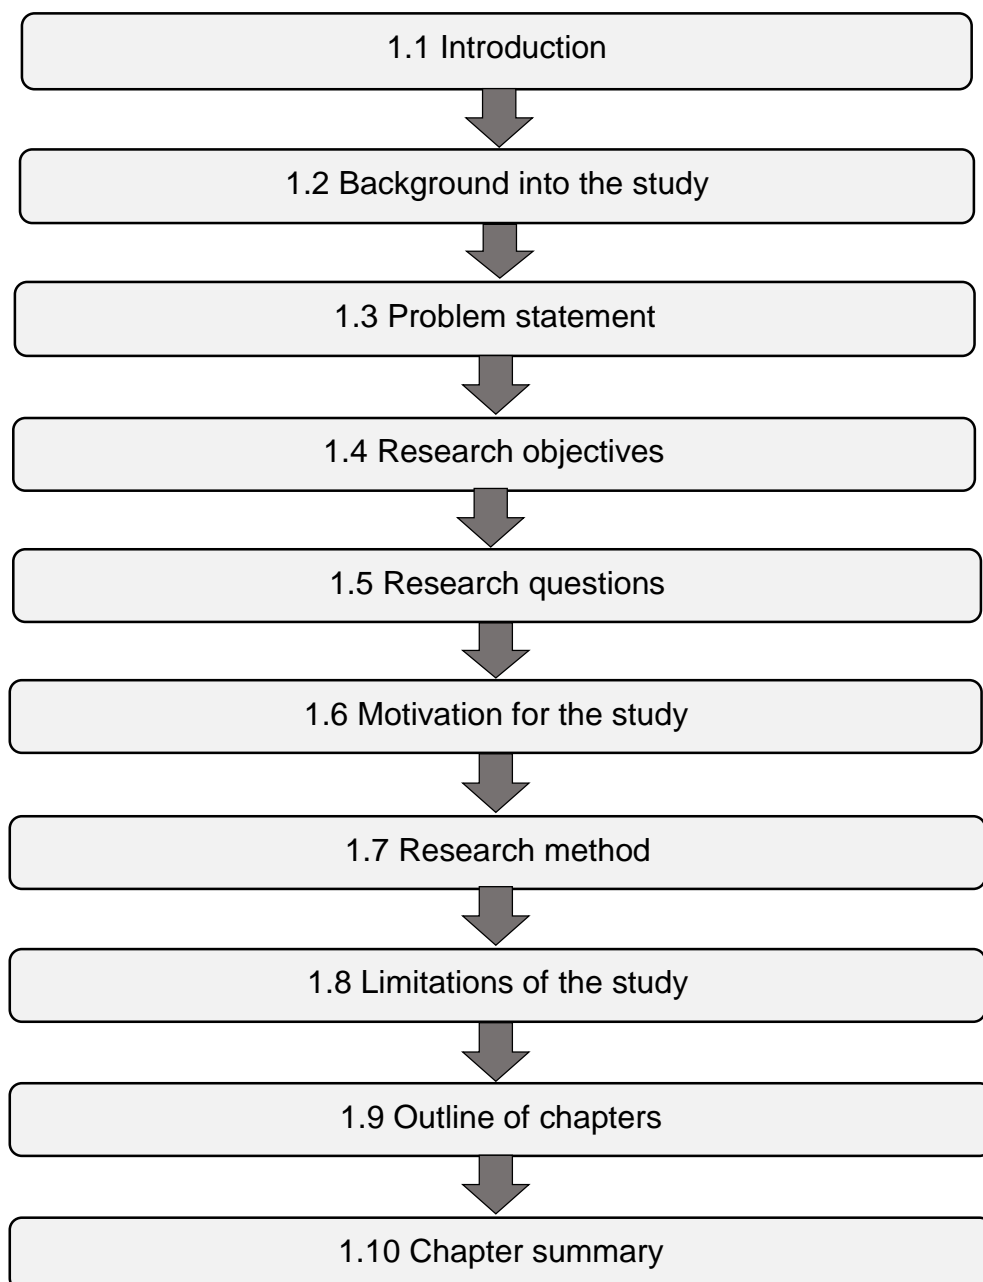 1.1 Introduction
1.2 Background into the study
1.3 Problem statement
1.4 Research objectives
1.5 Research questions
1.6 Motivation for the study
1.7 Research method
1.8 Limitations of the study
1.9 Outline of chapters
1.10 Chapter summary